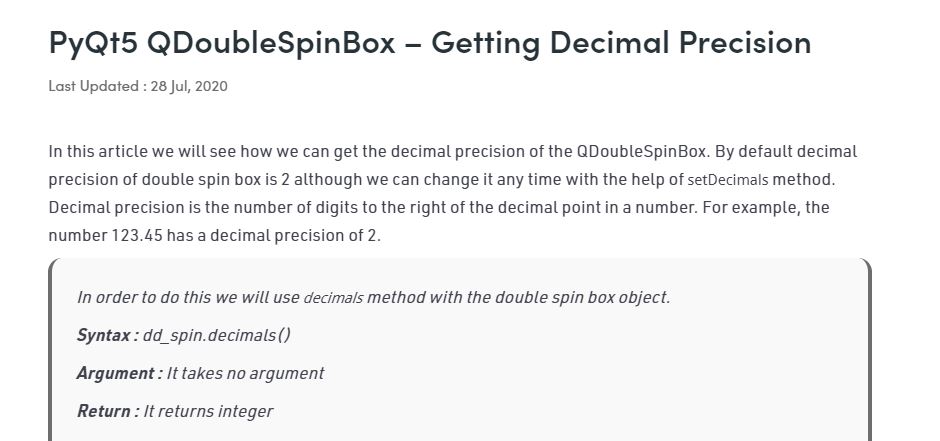 PyQt5 QDoubleSpinBox – Getting Decimal Precision
Last Updated : 28 Jul, 2020
In this article we will see how we can get the decimal precision of the QDoubleSpinBox. By default decimal
precision of double spin box is 2 although we can change it any time with the help of setDecimals method.
Decimal precision is the number of digits to the right of the decimal point in a number. For example, the
number 123.45 has a decimal precision of 2.
In order to do this we will use decimals method with the double spin box object.
Syntax : dd_spin.decimals()
Argument : It takes no argument
Return : It returns integer